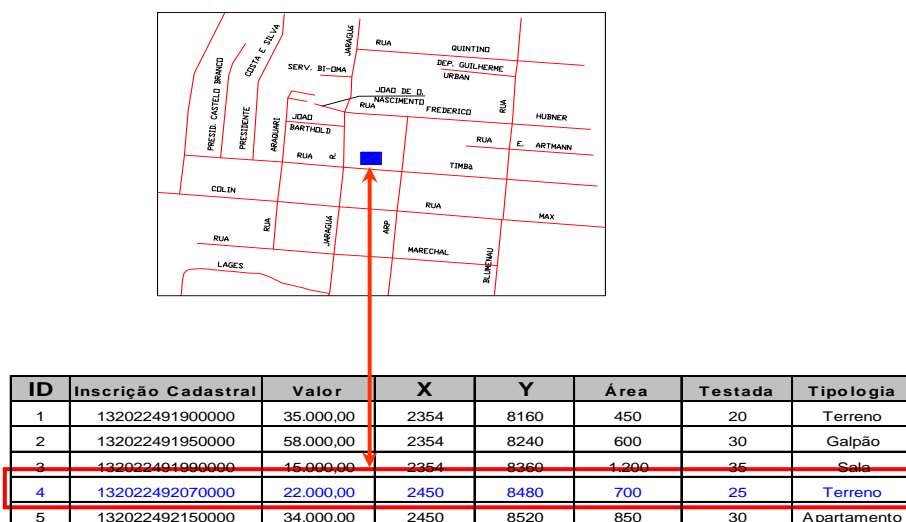 RUA QUINTINO
DEP. GUILHERME
URBAN
SERV. BI-OMA
JARAGUÁ
COSTA E SILVA
PRESID. CASTELO BRANCO
PRESIDENTE
ARAQUARI
JOAO DE D.
NASCIMENTO
RUA FREDERICO HUBNER
RUA
JOAO
BARTHOLD
RUA E. ARTMANN
RUA R. TIMBó
COLIN RUA MAX
RUA
JARAGUÁ
ARP
BLUMENAU
RUA MARECHAL
LAGES
ID Inscrição Cadastral Valor X Y Área Testada Tipologia
1 132022491900000 35.000,00 2354 8160 450 20 Terreno
2 132022491950000 58.000,00 2354 8240 600 30 Galpão
3 132022491990000 15.000,00 2354 8360 1.200 35 Sala
4 132022492070000 22.000,00 2450 8480 700 25 Terreno
5 132022492150000 34.000,00 2450 8520 850 30 Apartamento